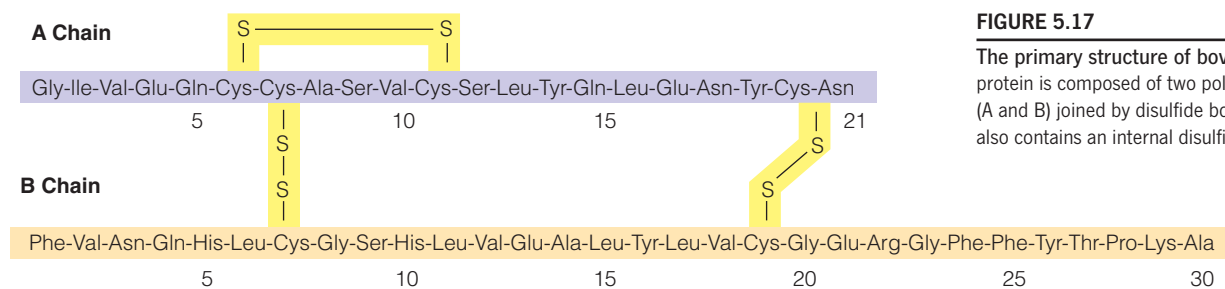 A Chain
S S
Gly-Ile-Val-Glu-Gln-Cys-Cys-Ala-Ser-Val-Cys-Ser-Leu-Tyr-Gln-Leu-Glu-Asn-Tyr-Cys-Asn
5 10 15 21
S S
S S
B Chain
Phe-Val-Asn-Gln-His-Leu-Cys-Gly-Ser-His-Leu-Val-Glu-Ala-Leu-Tyr-Leu-Val-Cys-Gly-Glu-Arg-Gly-Phe-Phe-Tyr-Thr-Pro-Lys-Ala
5 10 15 20 25 30
FIGURE 5.17
The primary structure of
protein is composed of two
(A and B) joined by disulfide
also contains an internal